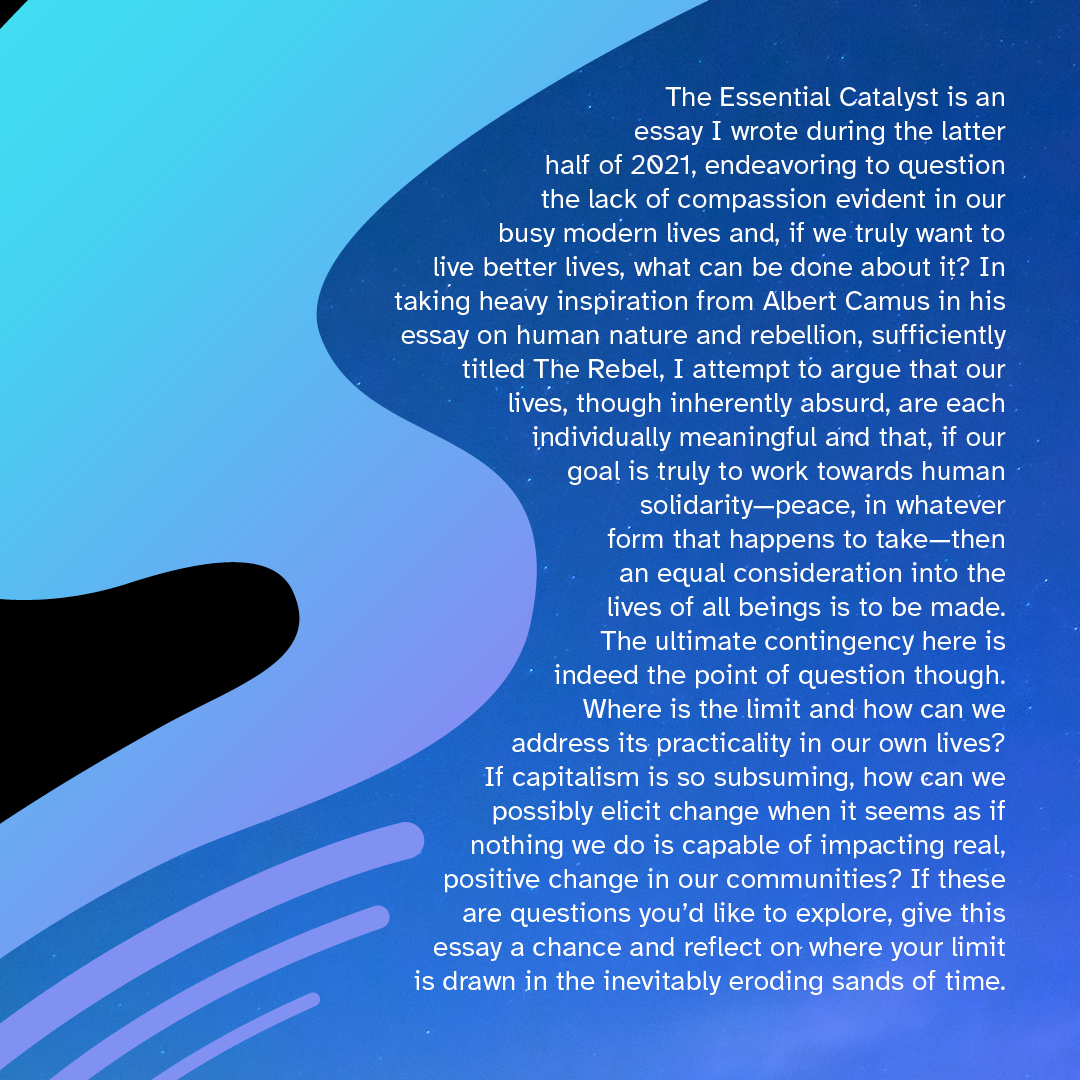 The Essential Catalyst is an
essay I wrote during the latter
half of 2021, endeavoring to question
the lack of compassion evident in our
busy modern lives and, if we truly want to
live better lives, what can be done about it? In
taking heavy inspiration from Albert Camus in his
essay on human nature and rebellion, sufficiently
titled The Rebel, I attempt to argue that our
lives, though inherently absurd, are each
individually meaningful and that, if our
goal is truly to work towards human
solidarity—peace, in whatever
form that happens to take—then
an equal consideration into the
lives of all beings is to be made.
The ultimate contingency here is
indeed the point of question though.
Where is the limit and how can we
address its practicality in our own lives?
If capitalism is so subsuming, how can we
possibly elicit change when it seems as if
nothing we do is capable of impacting real,
positive change in our communities? If these
are questions you’d like to explore, give this
essay a chance and reflect on where your limit
is drawn in the inevitably eroding sands of time.